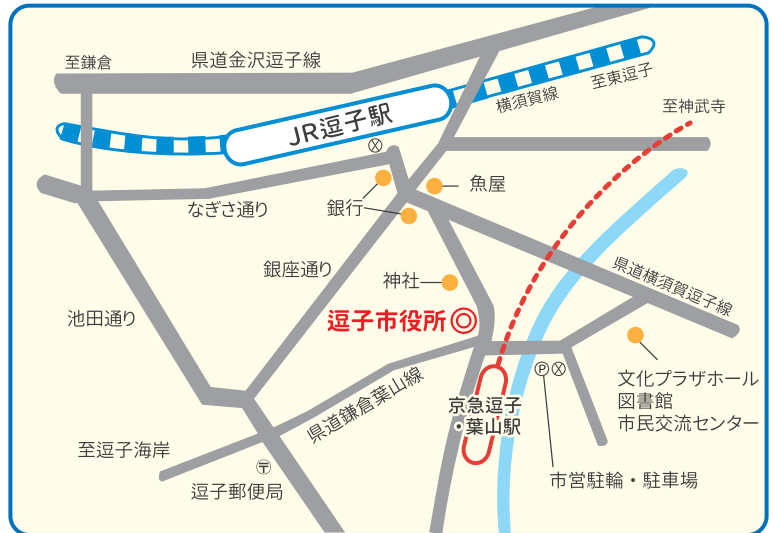 至鎌倉
県道金沢逗子線
JR逗子駅
横須賀線
至東逗子
至神武寺
なぎさ通り
銀行
魚屋
銀座通り
神社
県道横須賀逗子線
池田通り
逗子市役所
P
文化プラザホール
図書館
市民交流センター
県道鎌倉葉山線
京急逗子
・葉山駅
至逗子海岸
〒
逗子郵便局
市営駐輪・駐車場